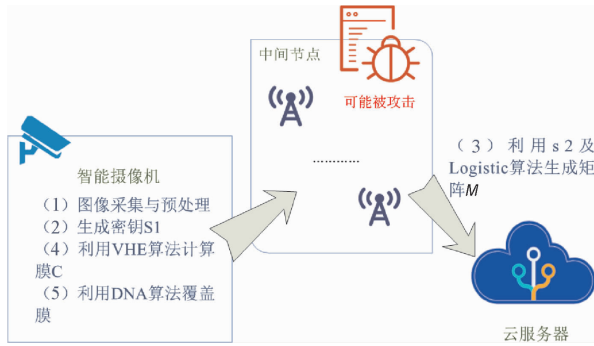 中间节点
可能被攻击
............
智能摄像机
（1）图像采集与预处理
（2）生成密钥S1
（4）利用VHE算法计算
膜C
（5）利用DNA算法覆盖
膜
（3）利用s2及
Logistic算法生成矩
阵M
云服务器